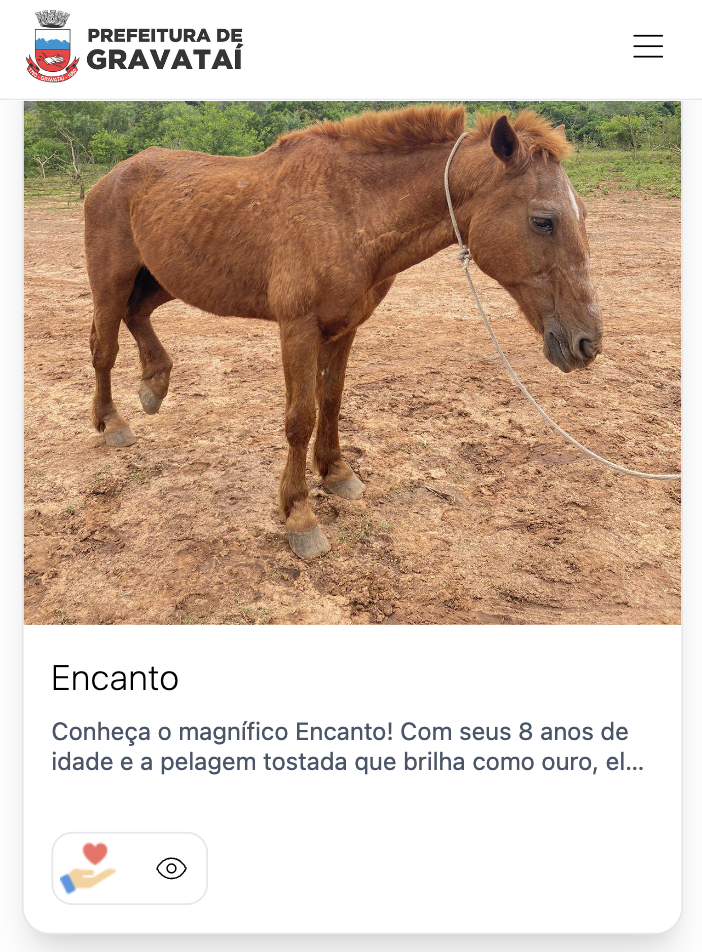 PREFEITURA DE
GRAVATAÍ
Encanto
Conheça o magnífico Encanto! Com seus 8 anos de
idade e a pelagem tostada que brilha como ouro, el...